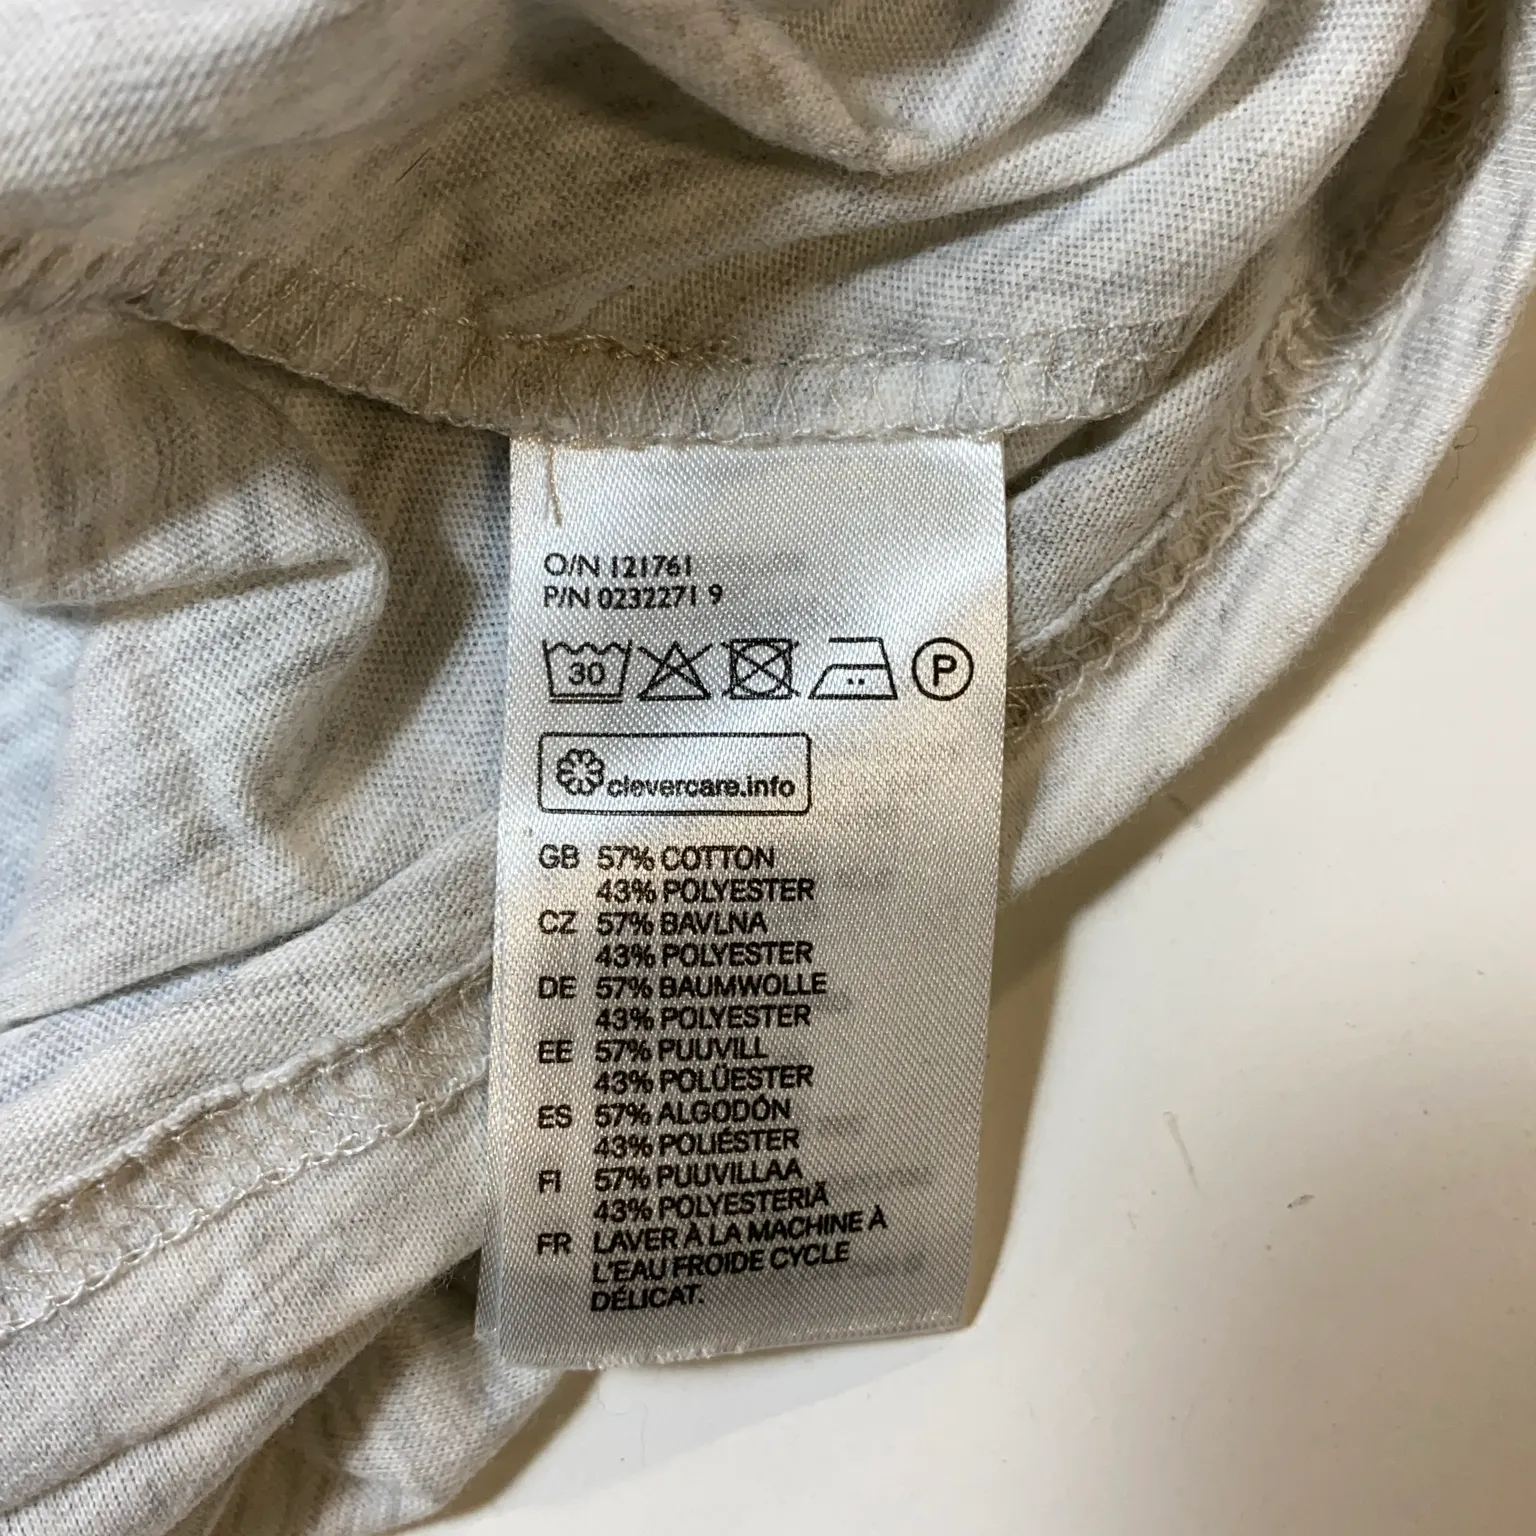 O/N 121761
P/N 0232271 9
30 P
clevercare.info
GB 57% COTTON
43% POLYESTER
CZ 57% BAVLNA
43% POLYESTER
DE 57% BAUMWOLLE
43% POLYESTER
EE 57% PUUVILL
43% POLÜESTER
ES 57% ALGODÓN
43% POLIÉSTER
FI 57% PUUVILLAA
43% POLYESTERIÄ
FR LAVER À LA MACHINE À
L'EAU FROIDE CYCLE
DÉLICAT.